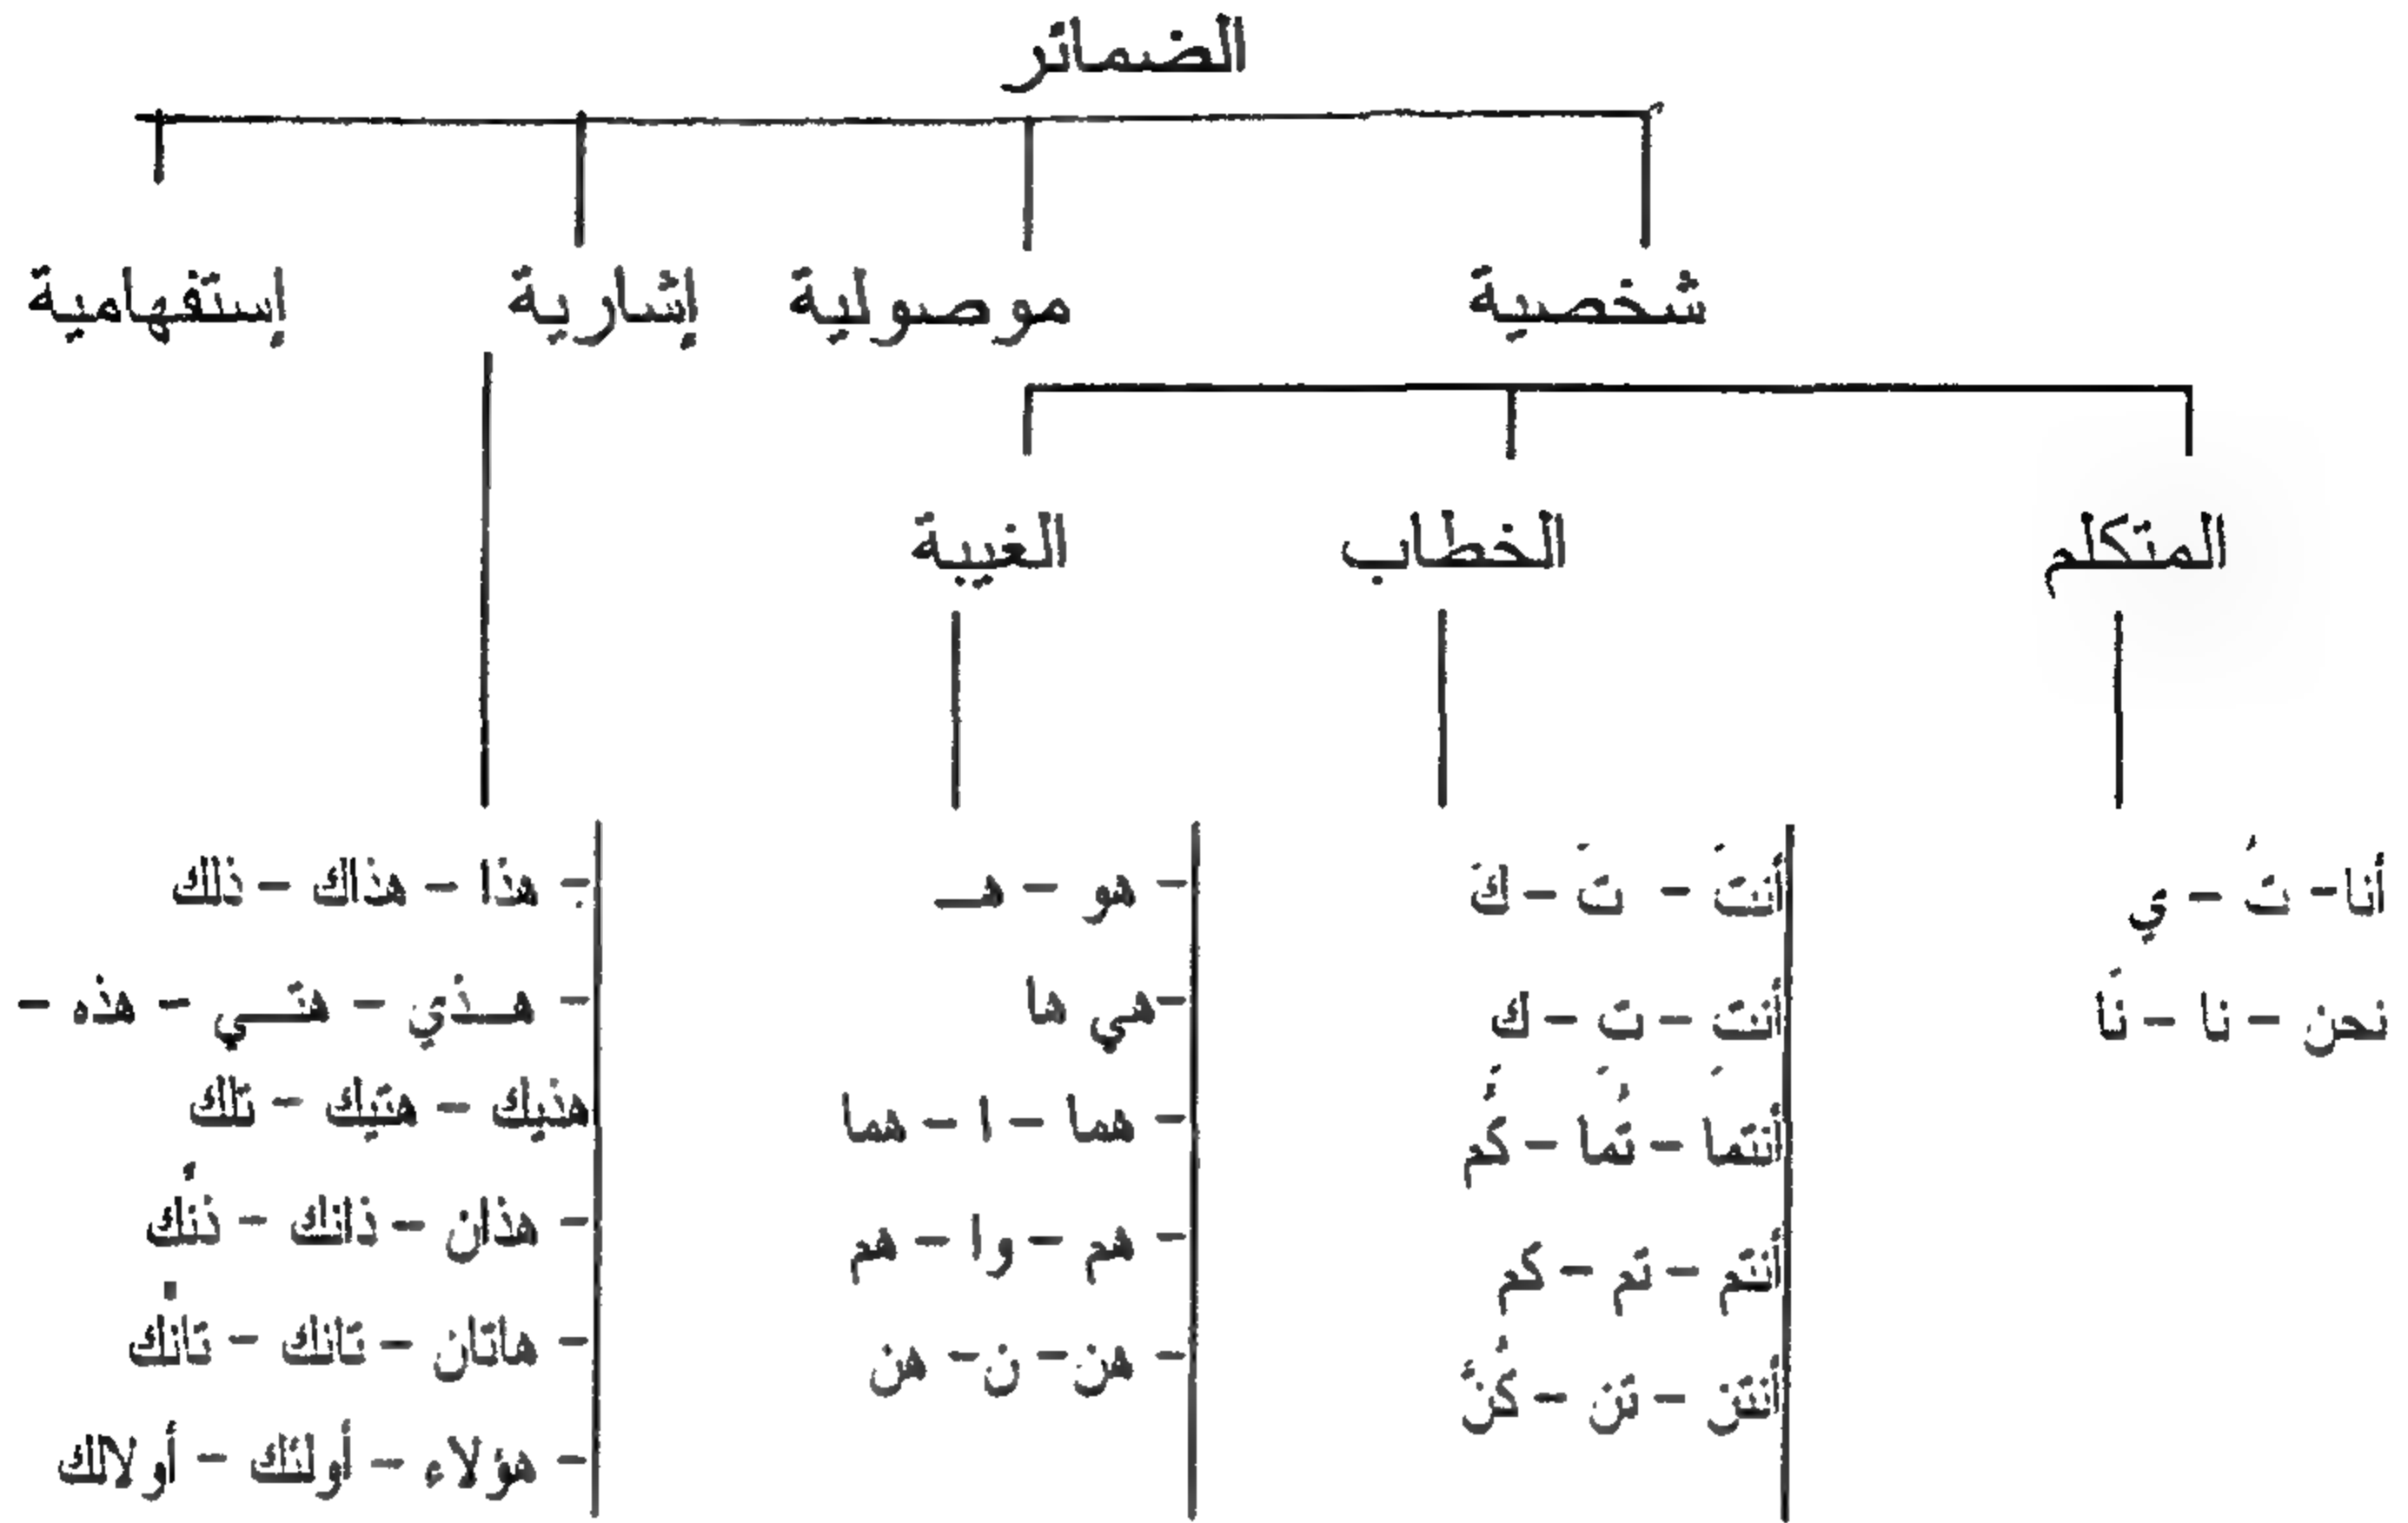 الضمائر
شخصية موصولية إشارية إستفهامية
المتكلم الخطاب الغيبة
أنا - تُ - ي
نحن - نا - نَا
أنتَ - تَ - كَ
أنت - ت - ك
أنتما - تُما - كُم
أنتم - تم - كم
أنتن - تن - كُنَّ
- هو - هـ
- هي ها
- هما - ا - هما
- هم - وا - هم
- هن - ن - هن
- هذا - هذاك - ذلك
- هـذي - هتـي - هذه -
هذيك - هتيك - تلك
- هذان - ذانك - ذنك
- هاتان - تانك - تانك
- هؤلاء - أولئك - أولالك